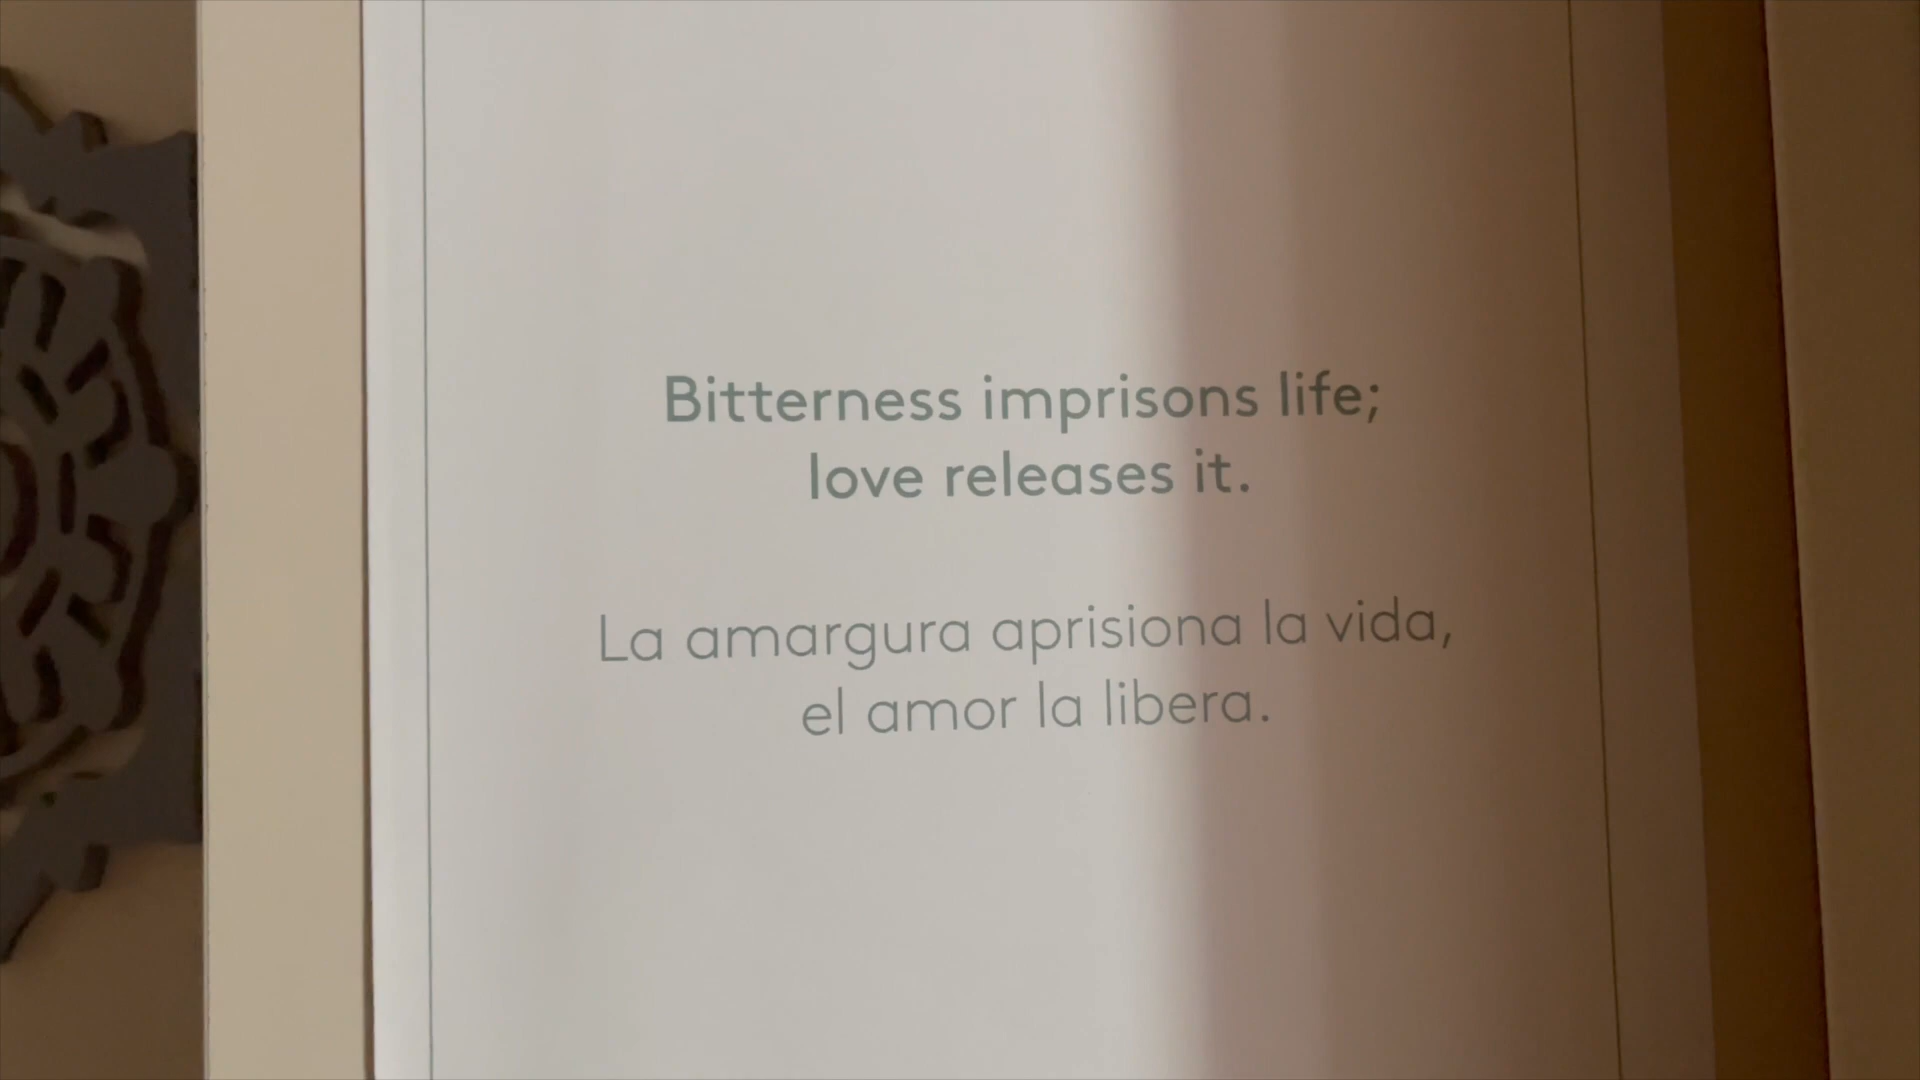 Bitterness imprisons life;
love releases it.
La amargura aprisiona la vida,
el amor la libera.